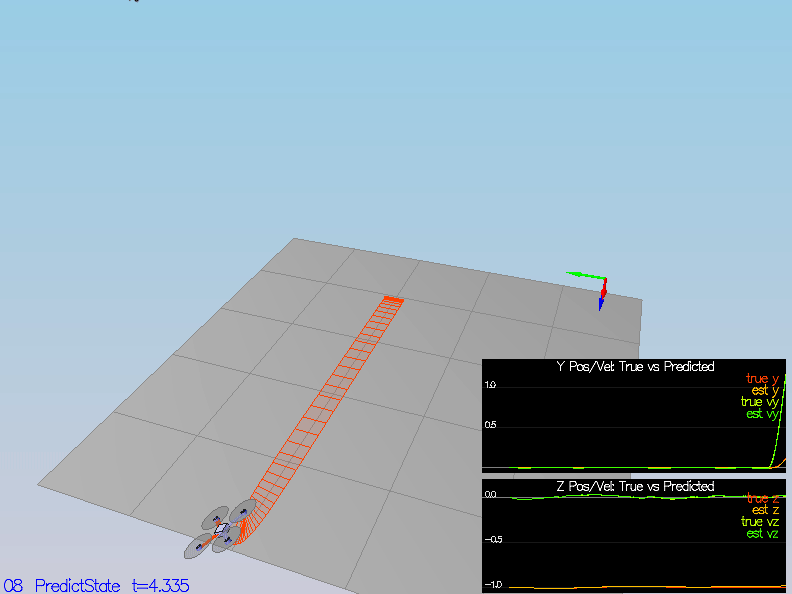 Y Pos/Vel: True vs Predicted
true y
1.0
est y
true vy
est vy
0.5
Z Pos/Vel: True vs Predicted
0.0
true z
est z
true vz
est vz
-0.5
-1.0
08 PredictState t=4.335